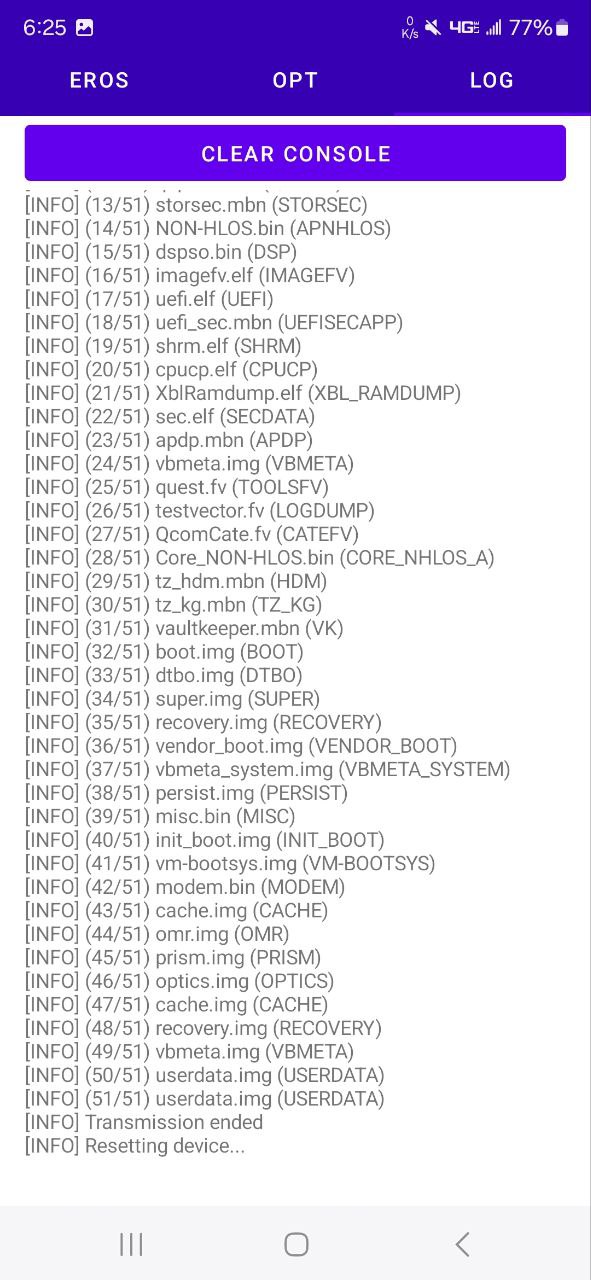 6:25
0
K/s
4G
77%
EROS OPT LOG
CLEAR CONSOLE
[INFO] (13/51) storsec.mbn (STORSEC)
[INFO] (14/51) NON-HLOS.bin (APNHLOS)
[INFO] (15/51) dspso.bin (DSP)
[INFO] (16/51) imagefv.elf (IMAGEFV)
[INFO] (17/51) uefi.elf (UEFI)
[INFO] (18/51) uefi_sec.mbn (UEFISECAPP)
[INFO] (19/51) shrm.elf (SHRM)
[INFO] (20/51) cpucp.elf (CPUCP)
[INFO] (21/51) XblRamdump.elf (XBL_RAMDUMP)
[INFO] (22/51) sec.elf (SECDATA)
[INFO] (23/51) apdp.mbn (APDP)
[INFO] (24/51) vbmeta.img (VBMETA)
[INFO] (25/51) quest.fv (TOOLSFV)
[INFO] (26/51) testvector.fv (LOGDUMP)
[INFO] (27/51) QcomCate.fv (CATEFV)
[INFO] (28/51) Core_NON-HLOS.bin (CORE_NHLOS_A)
[INFO] (29/51) tz_hdm.mbn (HDM)
[INFO] (30/51) tz_kg.mbn (TZ_KG)
[INFO] (31/51) vaultkeeper.mbn (VK)
[INFO] (32/51) boot.img (BOOT)
[INFO] (33/51) dtbo.img (DTBO)
[INFO] (34/51) super.img (SUPER)
[INFO] (35/51) recovery.img (RECOVERY)
[INFO] (36/51) vendor_boot.img (VENDOR_BOOT)
[INFO] (37/51) vbmeta_system.img (VBMETA_SYSTEM)
[INFO] (38/51) persist.img (PERSIST)
[INFO] (39/51) misc.bin (MISC)
[INFO] (40/51) init_boot.img (INIT_BOOT)
[INFO] (41/51) vm-bootsys.img (VM-BOOTSYS)
[INFO] (42/51) modem.bin (MODEM)
[INFO] (43/51) cache.img (CACHE)
[INFO] (44/51) omr.img (OMR)
[INFO] (45/51) prism.img (PRISM)
[INFO] (46/51) optics.img (OPTICS)
[INFO] (47/51) cache.img (CACHE)
[INFO] (48/51) recovery.img (RECOVERY)
[INFO] (49/51) vbmeta.img (VBMETA)
[INFO] (50/51) userdata.img (USERDATA)
[INFO] (51/51) userdata.img (USERDATA)
[INFO] Transmission ended
[INFO] Resetting device...